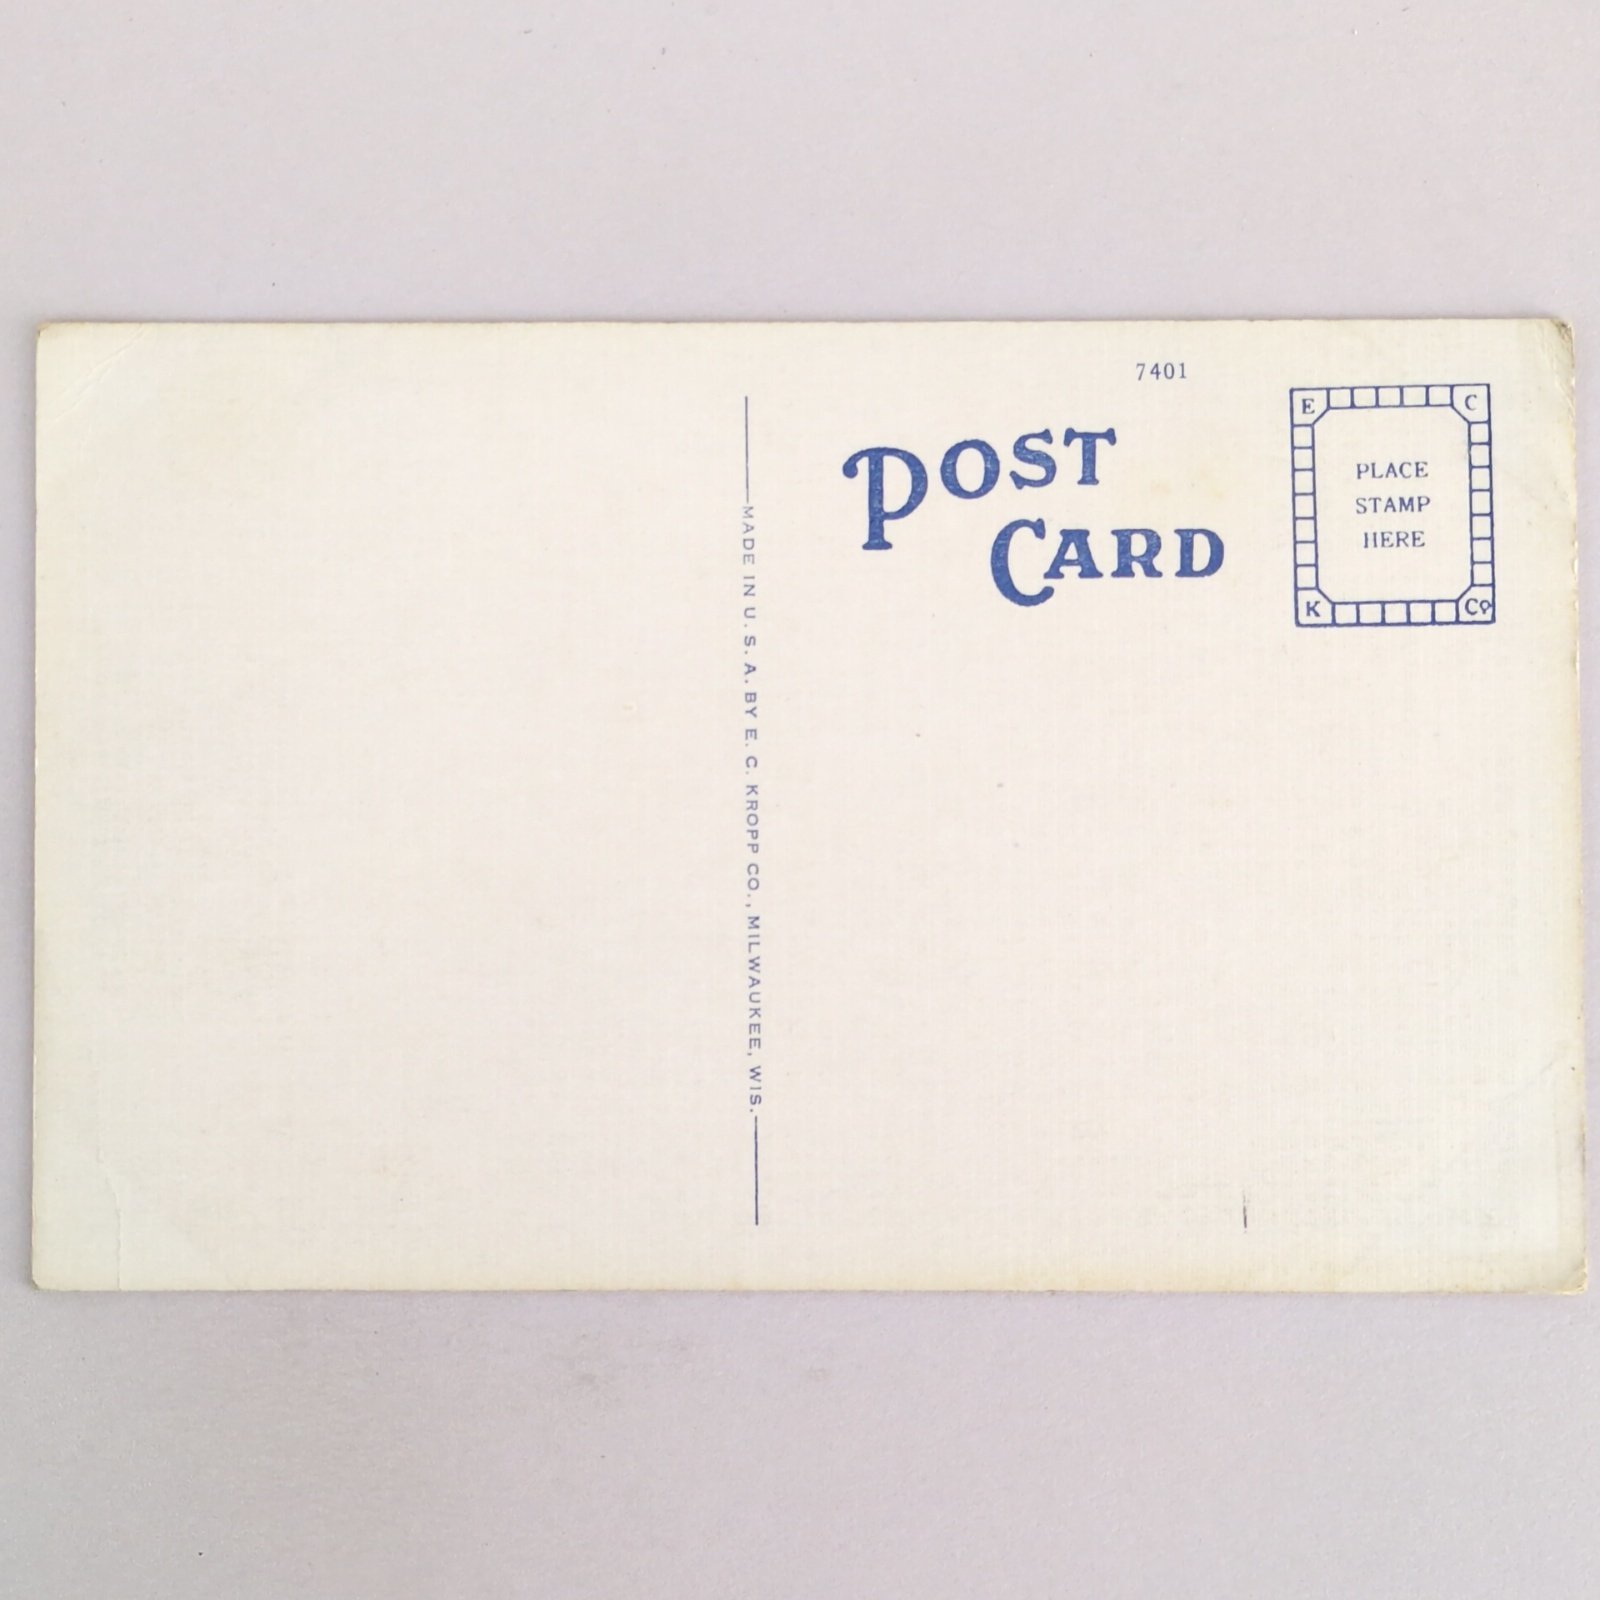 7401
POST
CARD
E C
PLACE
STAMP
HERE
K Co
MADE IN U. S. A. BY E. C. KROPP CO., MILWAUKEE, WIS.